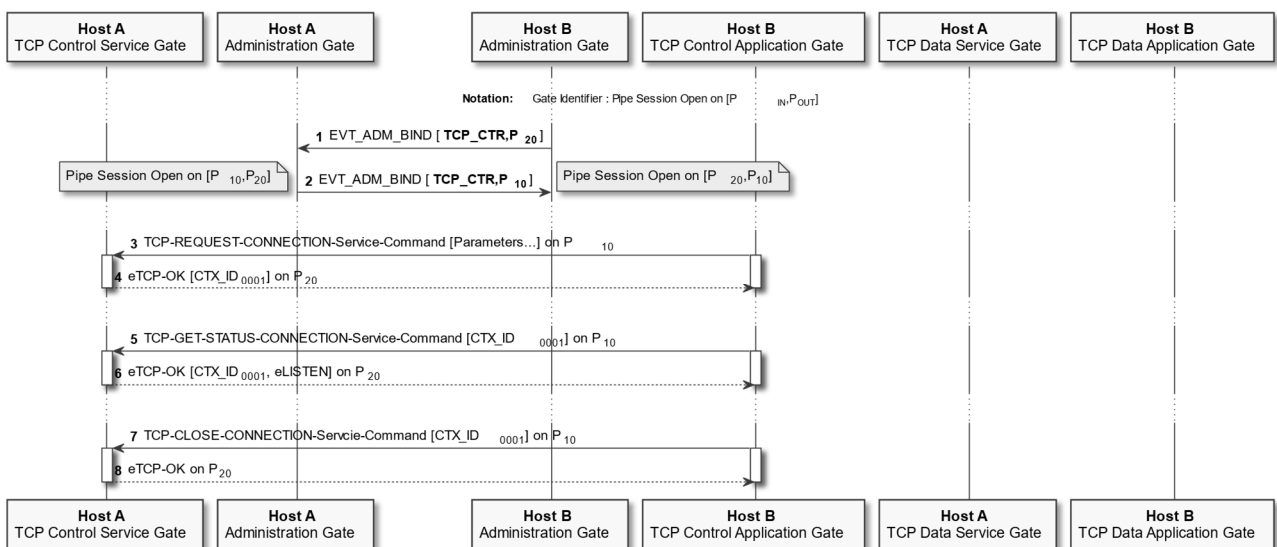 Host A Host A Host B Host B Host A Host B
TCP Control Service Gate Administration Gate Administration Gate TCP Control Application Gate TCP Data Service Gate TCP Data Application Gate
Notation: Gate Identifier : Pipe Session Open on [P IN,POUT]
1 EVT_ADM_BIND [ TCP_CTR,P 20 ]
Pipe Session Open on [P 10,P20]
Pipe Session Open on [P 20,P10]
2 EVT_ADM_BIND [ TCP_CTR,P 10 ]
3 TCP-REQUEST-CONNECTION-Service-Command [Parameters...] on P 10
4 eTCP-OK [CTX_ID 0001] on P 20
5 TCP-GET-STATUS-CONNECTION-Service-Command [CTX_ID 0001] on P 10
6 eTCP-OK [CTX_ID 0001, eLISTEN] on P 20
7 TCP-CLOSE-CONNECTION-Servcie-Command [CTX_ID 0001] on P 10
8 eTCP-OK on P 20
Host A Host A Host B Host B Host A Host B
TCP Control Service Gate Administration Gate Administration Gate TCP Control Application Gate TCP Data Service Gate TCP Data Application Gate